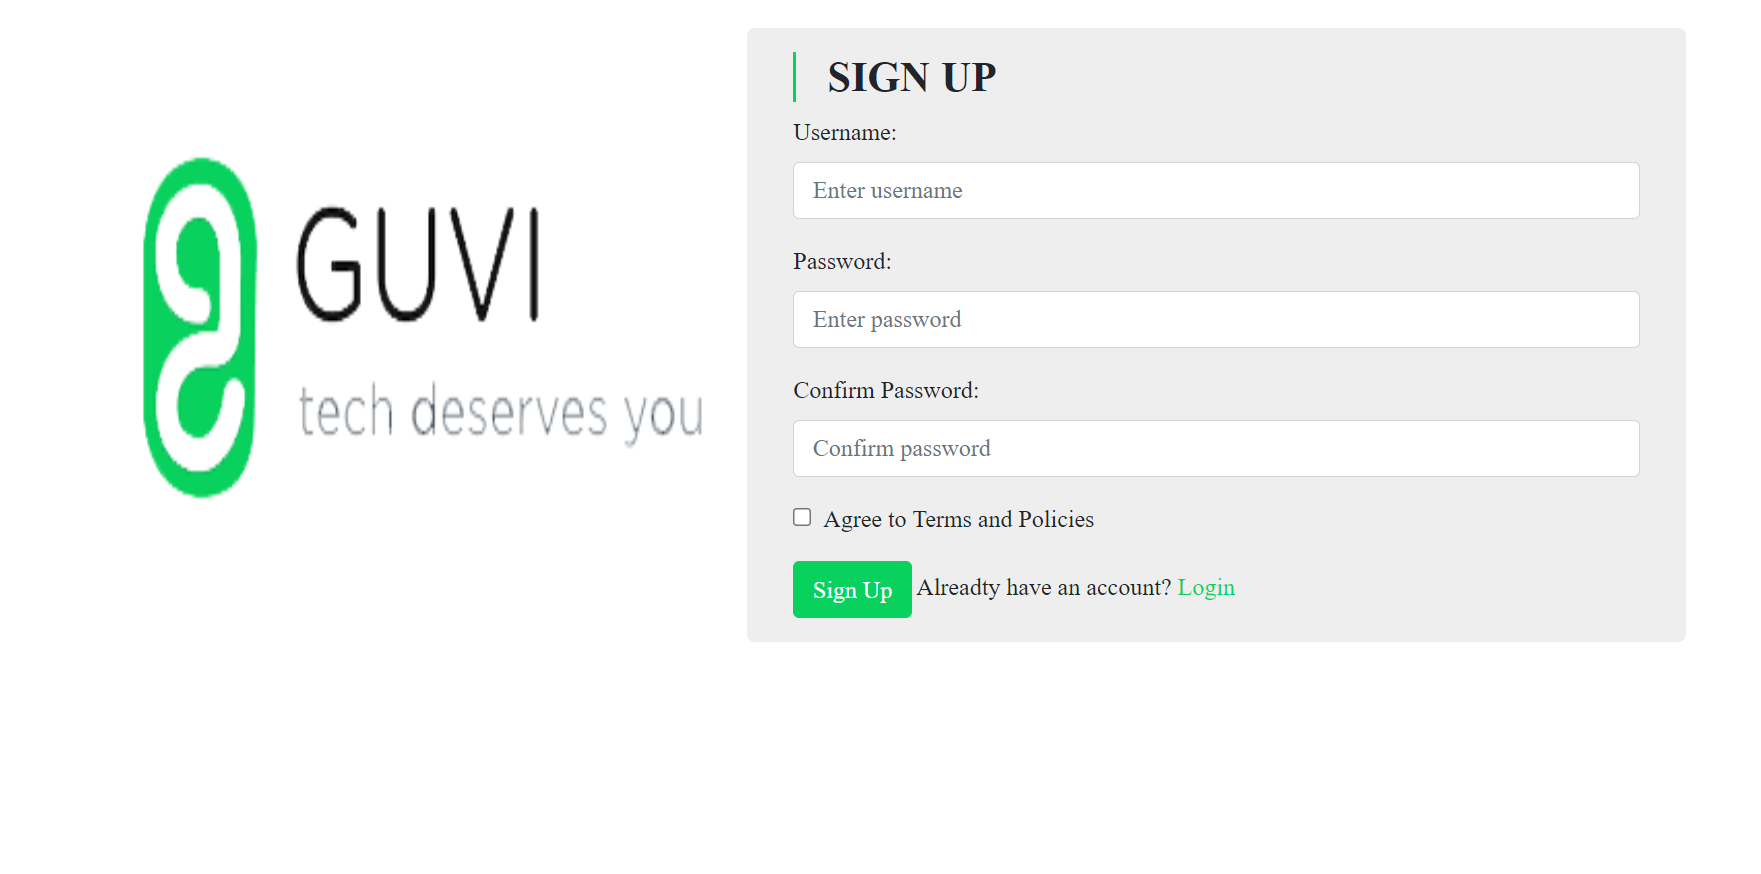 GUVI
tech deserves you
SIGN UP
Username:
Enter username
Password:
Enter password
Confirm Password:
Confirm password
Agree to Terms and Policies
Sign Up Alreadty have an account? Login